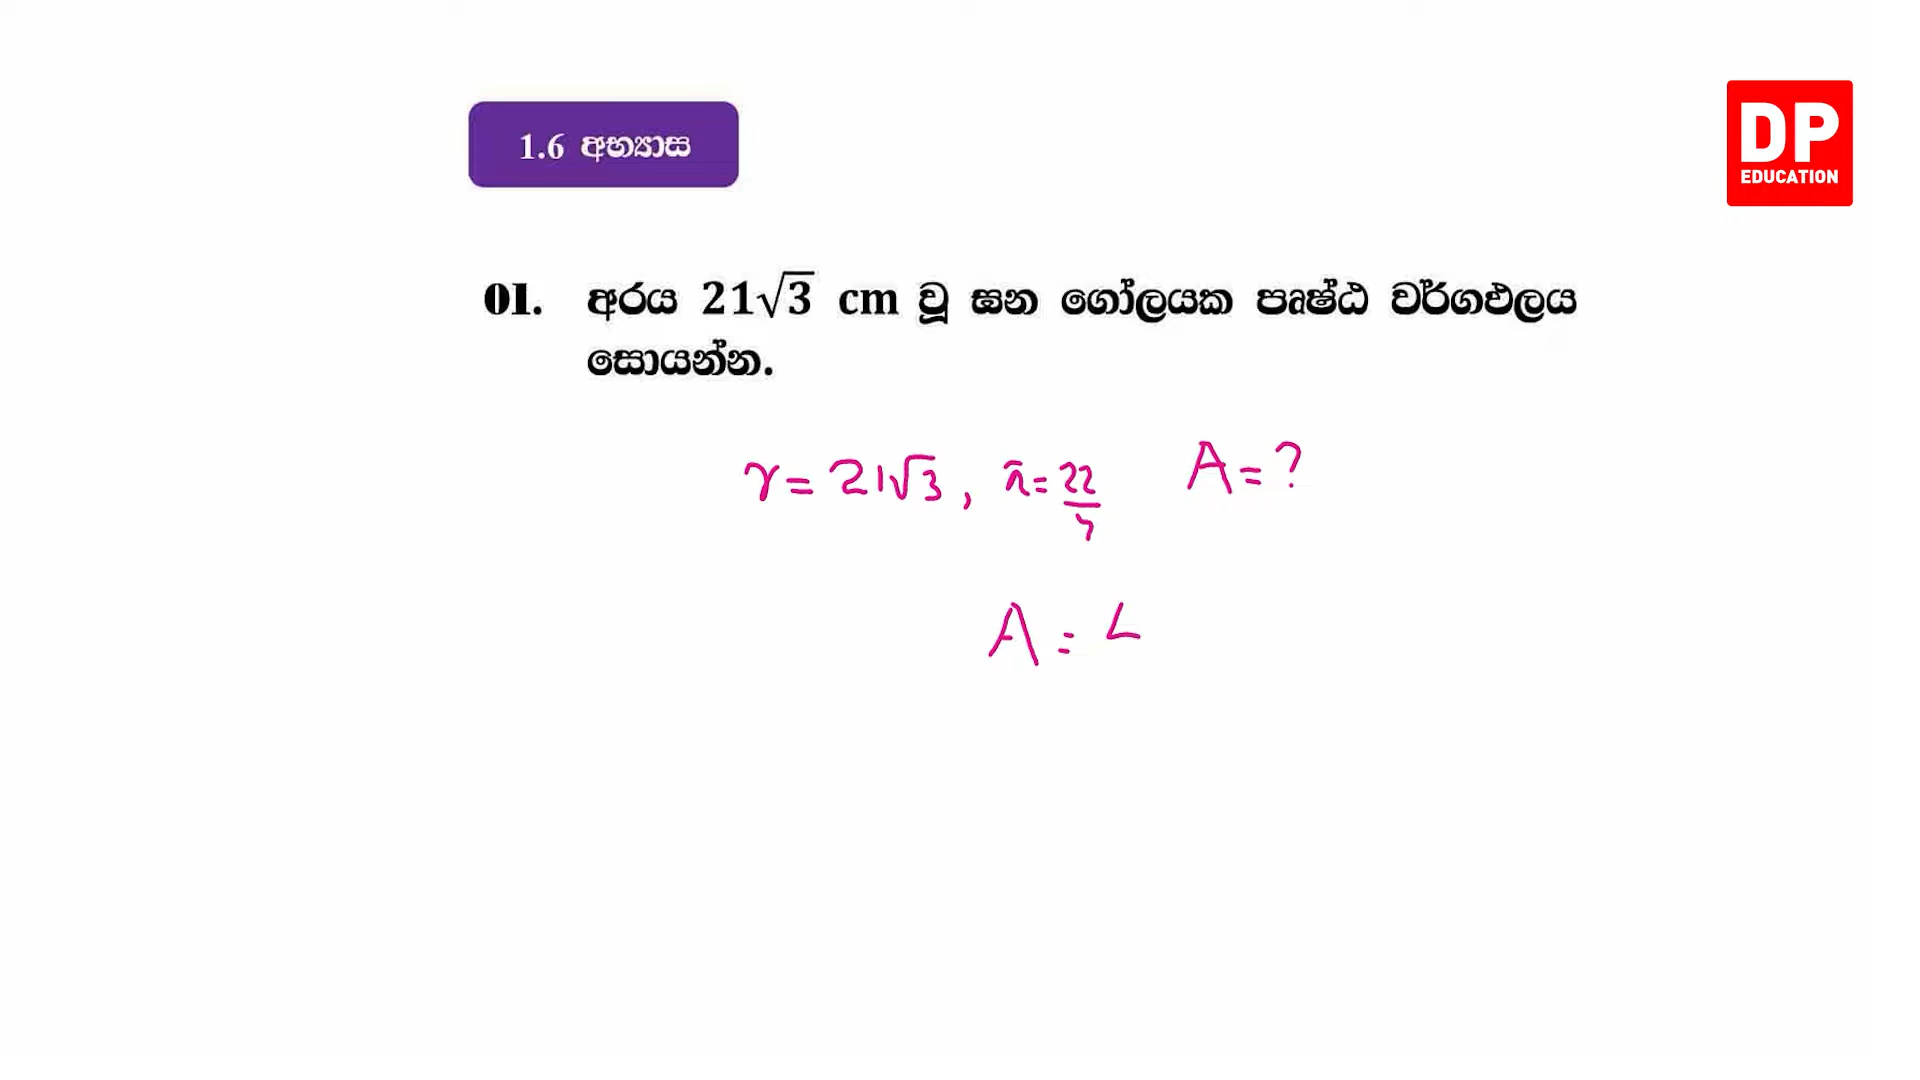 DP
EDUCATION
1.6 අභ්‍යාස
01. අරය 21√3 cm වූ ඝන ගෝලයක පෘෂ්ඨ වර්ගඵලය
සොයන්න.
r = 21√3, π = 22/7 A = ?
A = 4